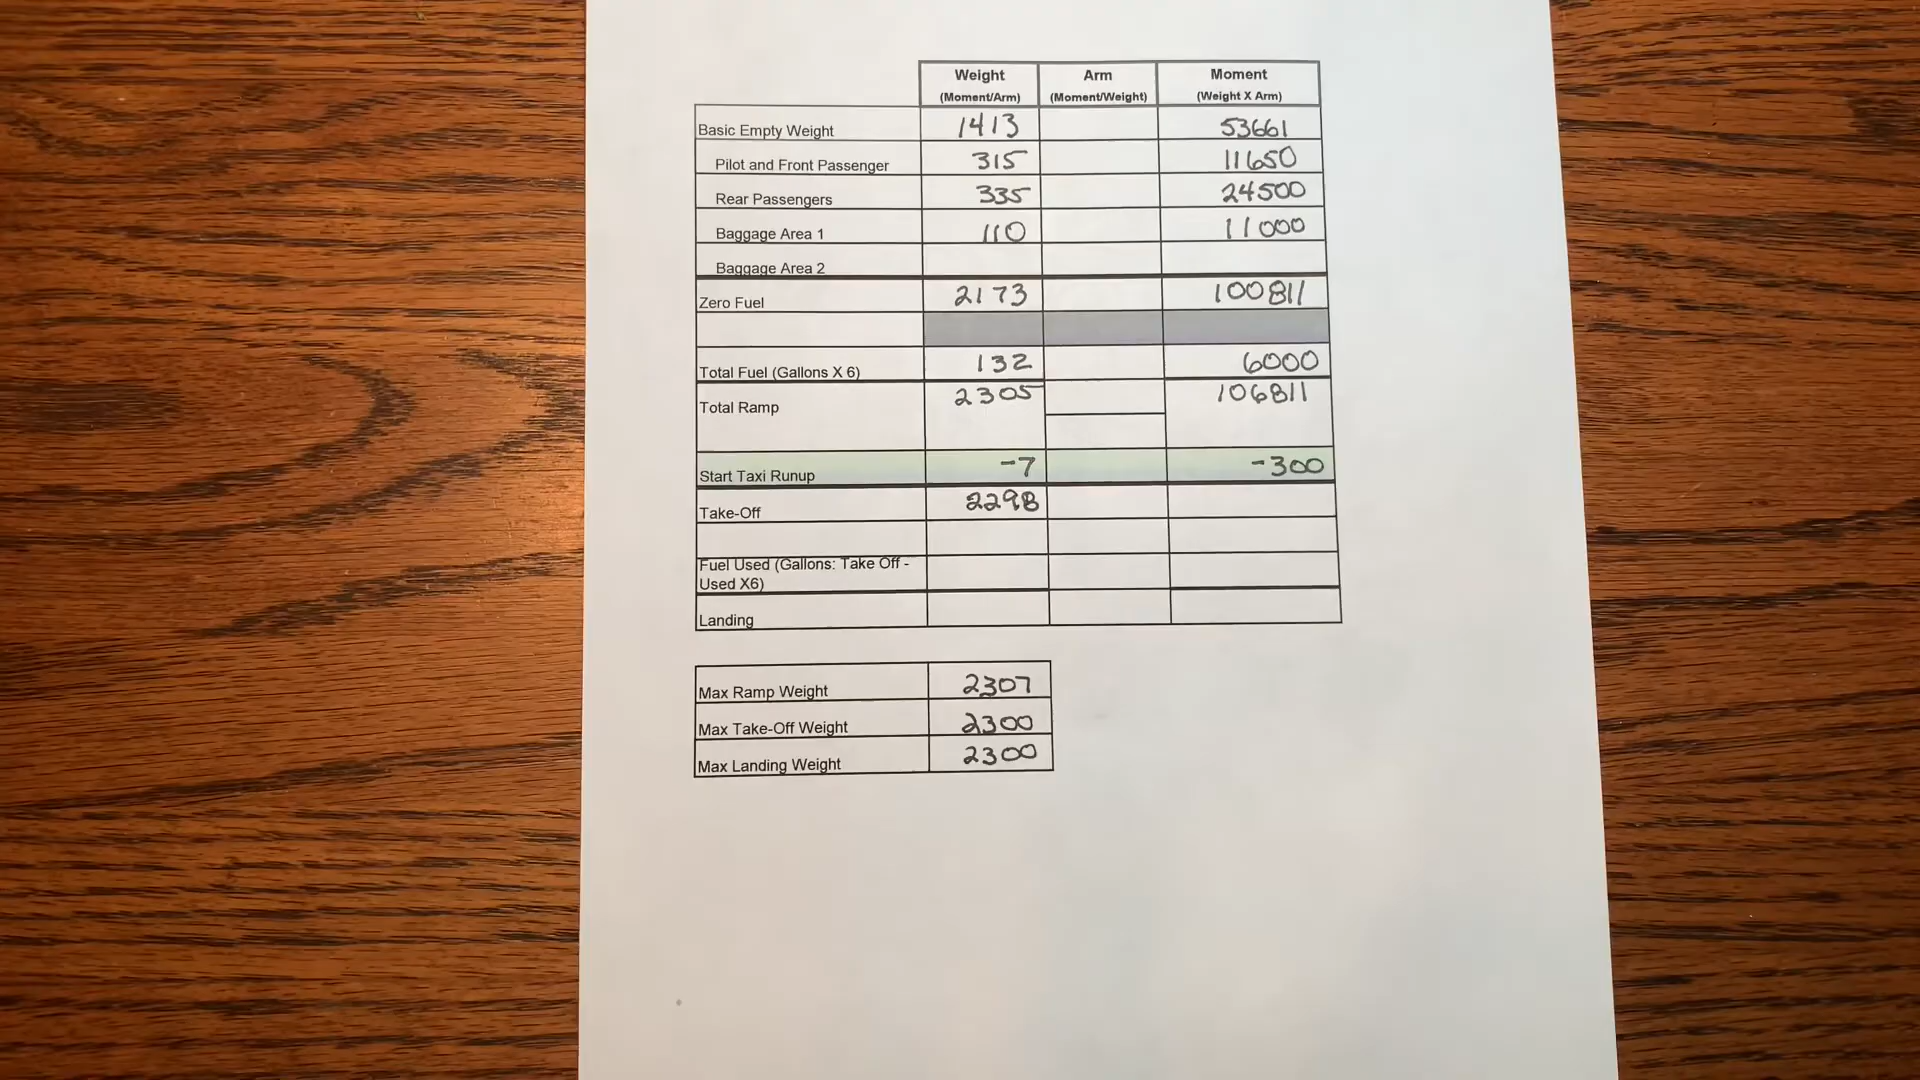 Weight Arm Moment
(Moment/Arm) (Moment/Weight) (Weight X Arm)
Basic Empty Weight 1413 53661
Pilot and Front Passenger 315 11650
Rear Passengers 335 24500
Baggage Area 1 110 11000
Baggage Area 2
Zero Fuel 2173 100811
Total Fuel (Gallons X 6) 132 6000
Total Ramp 2305 106811
Start Taxi Runup -7 -300
Take-Off 2298
Fuel Used (Gallons: Take Off -
Used X6)
Landing
Max Ramp Weight 2307
Max Take-Off Weight 2300
Max Landing Weight 2300